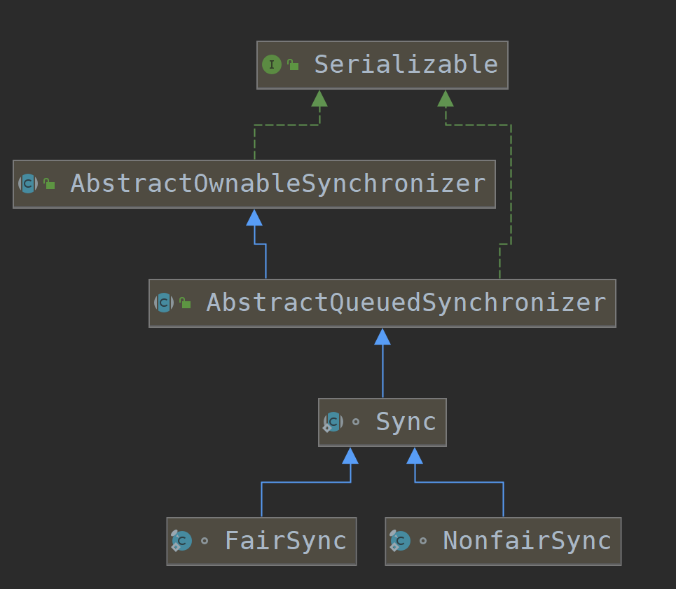 Serializable
AbstractOwnableSynchronizer
AbstractQueuedSynchronizer
Sync
FairSync
NonfairSync